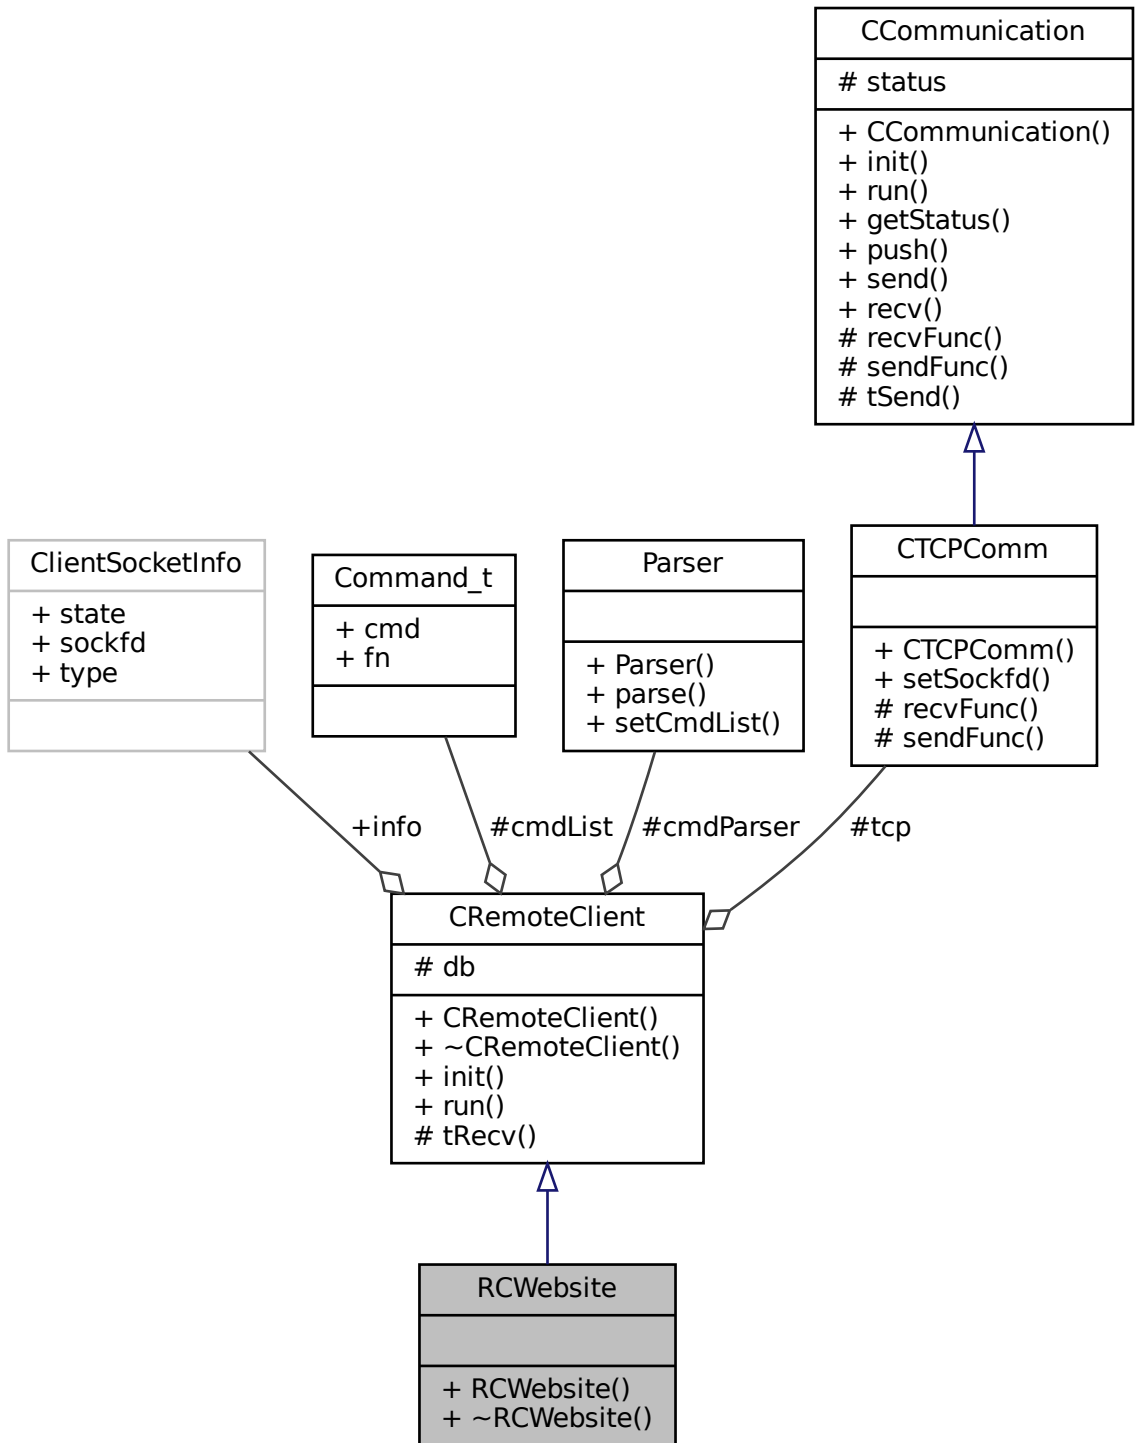 CCommunication
# status
+ CCommunication()
+ init()
+ run()
+ getStatus()
+ push()
+ send()
+ recv()
# recvFunc()
# sendFunc()
# tSend()
ClientSocketInfo
+ state
+ sockfd
+ type
Command_t
+ cmd
+ fn
Parser
+ Parser()
+ parse()
+ setCmdList()
CTCPComm
+ CTCPComm()
+ setSockfd()
# recvFunc()
# sendFunc()
+info
#cmdList
#cmdParser
#tcp
CRemoteClient
# db
+ CRemoteClient()
+ ~CRemoteClient()
+ init()
+ run()
# tRecv()
RCWebsite
+ RCWebsite()
+ ~RCWebsite()